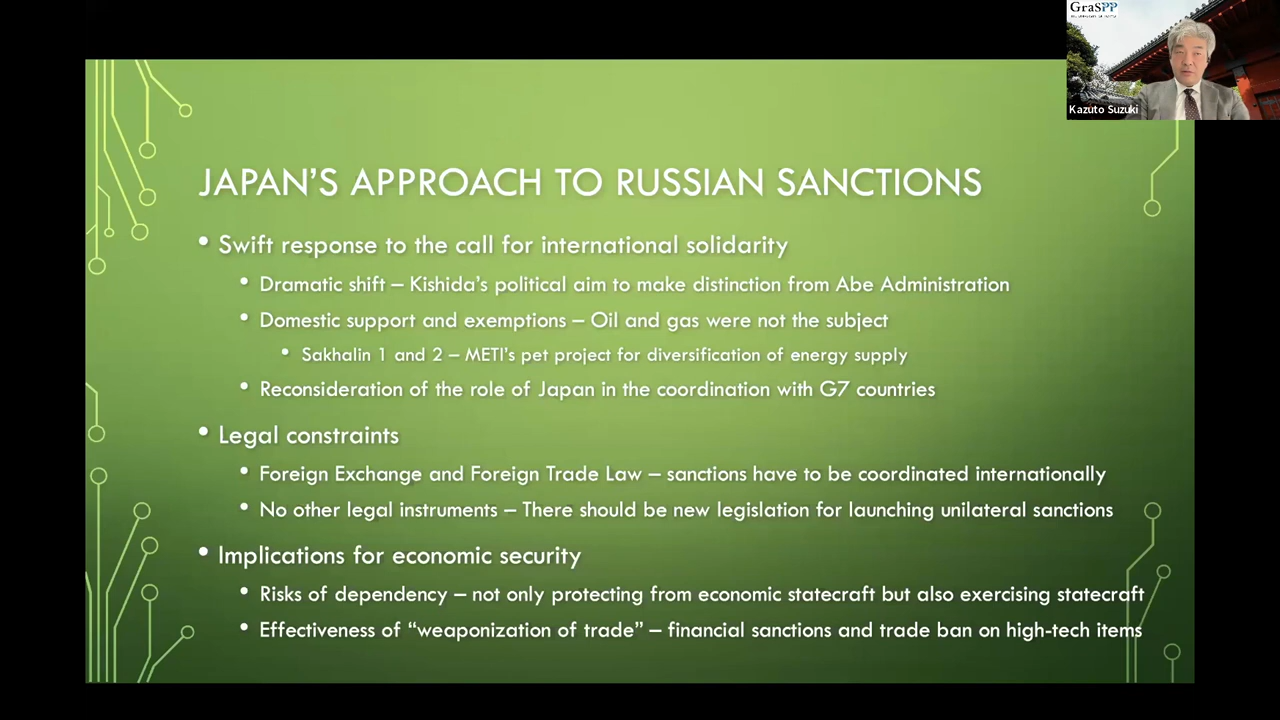 GraSPP
Kazuto Suzuki
JAPAN'S APPROACH TO RUSSIAN SANCTIONS
• Swift response to the call for international solidarity
• Dramatic shift – Kishida's political aim to make distinction from Abe Administration
• Domestic support and exemptions – Oil and gas were not the subject
• Sakhalin 1 and 2 – METI's pet project for diversification of energy supply
• Reconsideration of the role of Japan in the coordination with G7 countries
• Legal constraints
• Foreign Exchange and Foreign Trade Law – sanctions have to be coordinated internationally
• No other legal instruments – There should be new legislation for launching unilateral sanctions
• Implications for economic security
• Risks of dependency – not only protecting from economic statecraft but also exercising statecraft
• Effectiveness of “weaponization of trade” – financial sanctions and trade ban on high-tech items